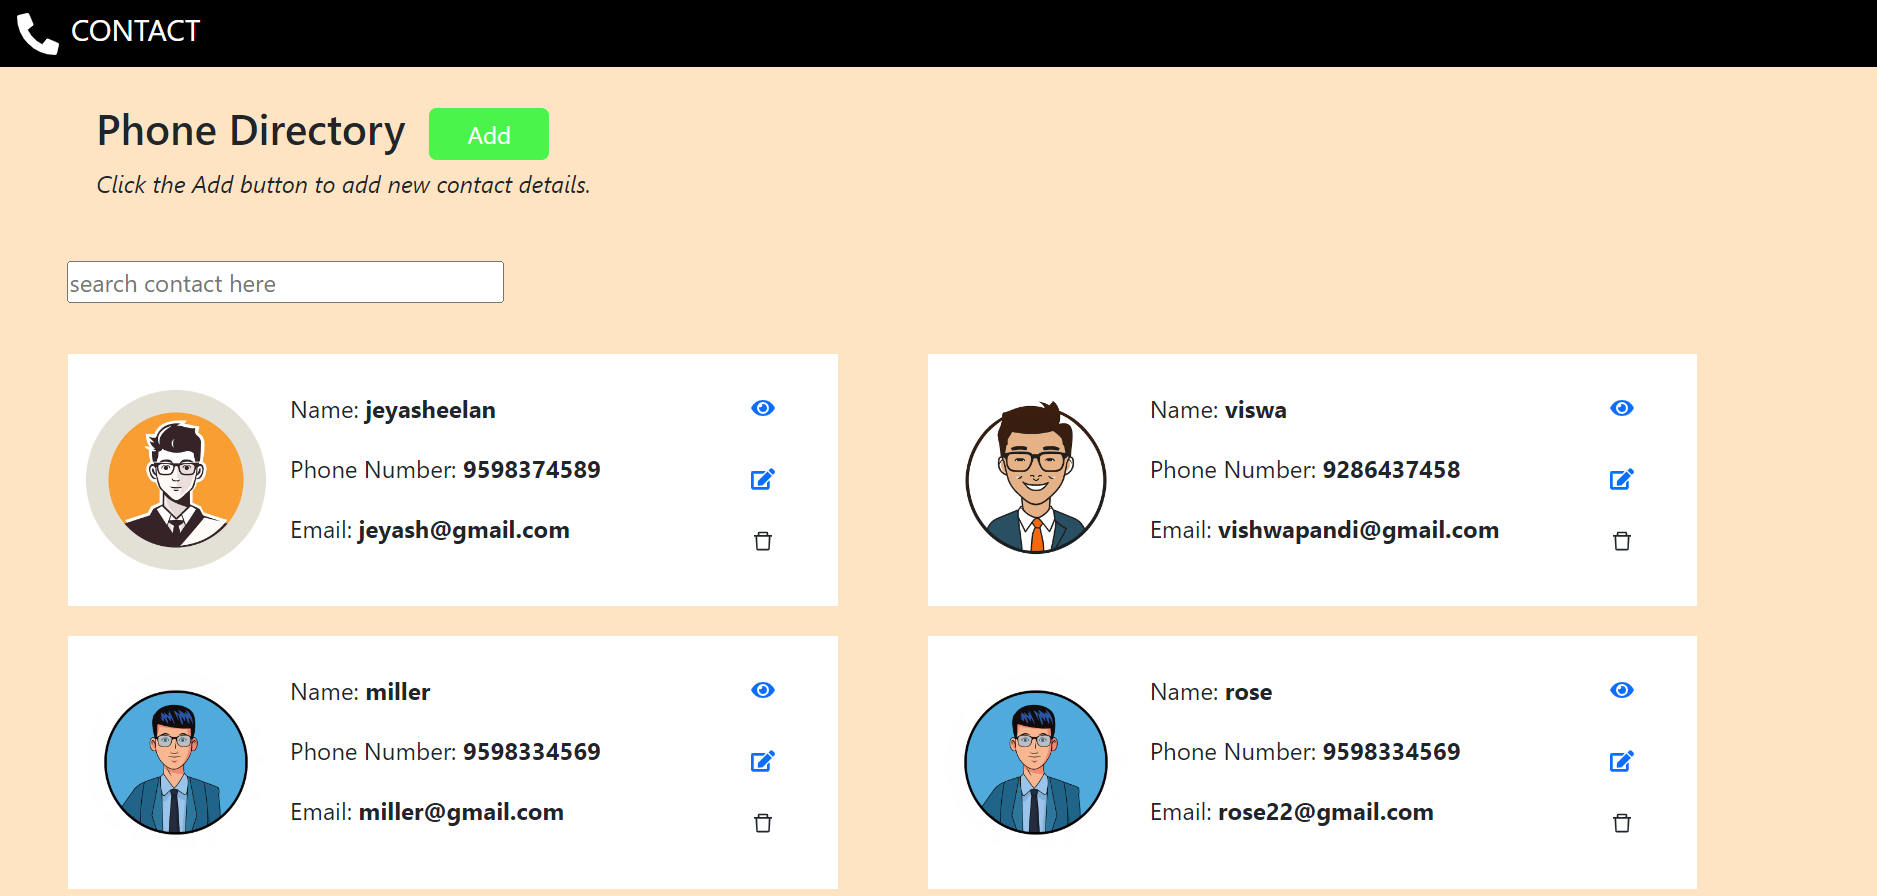 CONTACT
Phone Directory
Add
Click the Add button to add new contact details.
search contact here
Name: jeyasheelan
Phone Number: 9598374589
Email: jeyash@gmail.com
Name: viswa
Phone Number: 9286437458
Email: vishwapandi@gmail.com
Name: miller
Phone Number: 9598334569
Email: miller@gmail.com
Name: rose
Phone Number: 9598334569
Email: rose22@gmail.com